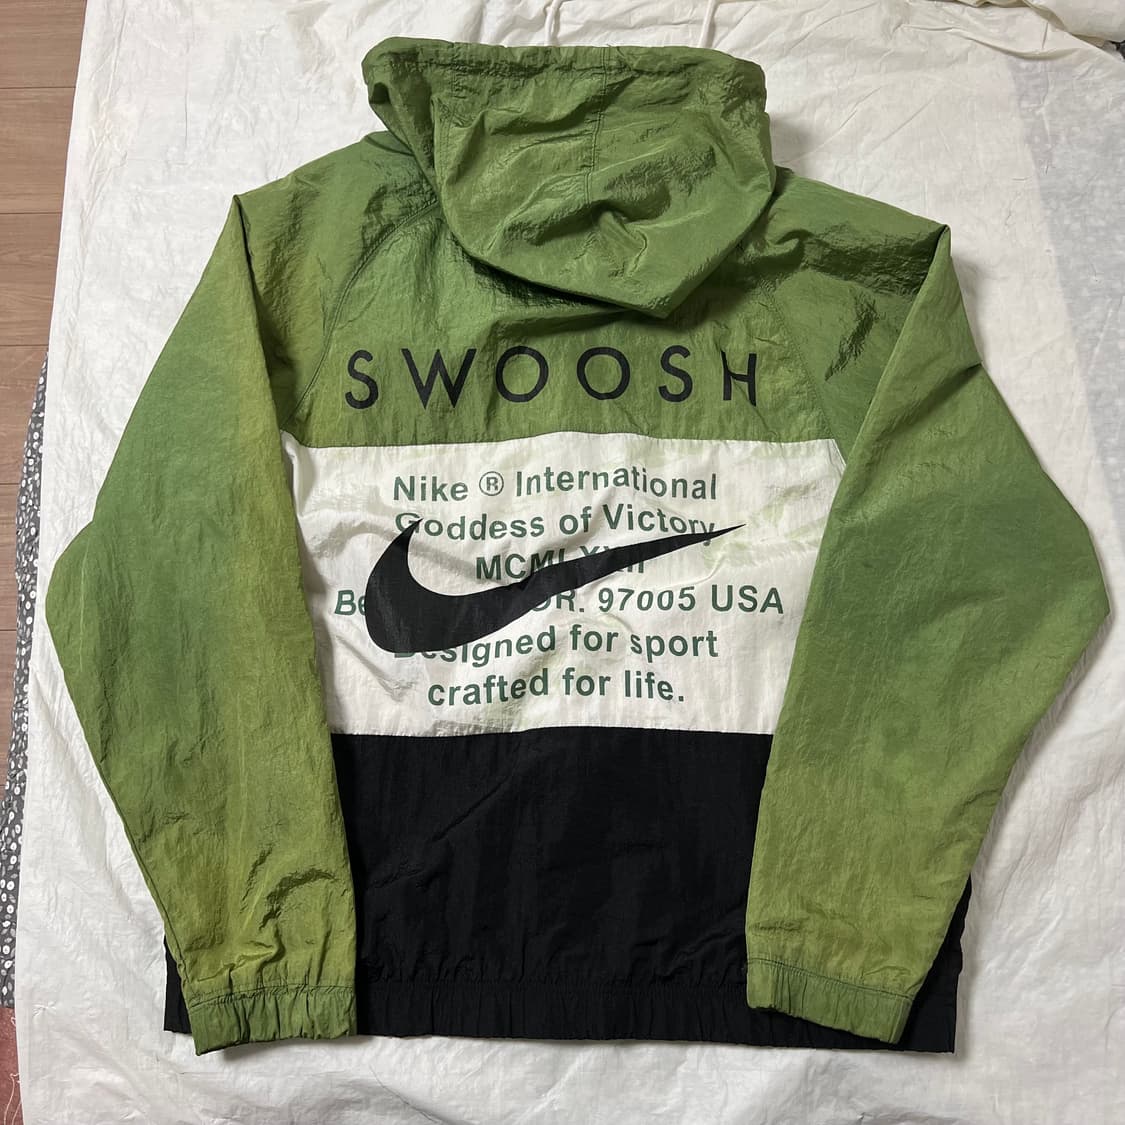 SWOOSH
Nike ® International
Goddess of Victory
OR. 97005 USA
Designed for sport
crafted for life.